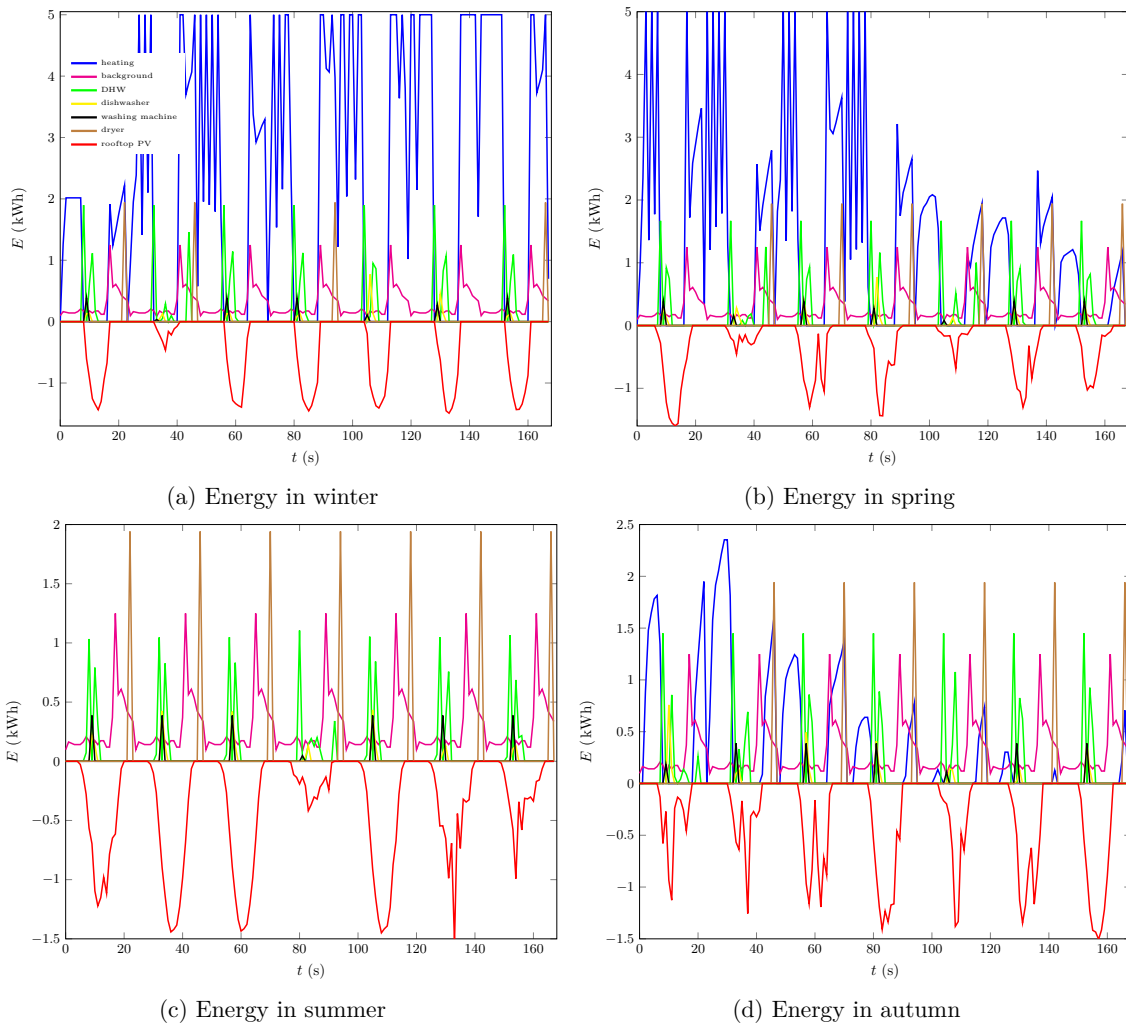 5
4
3
2
1
0
−1
E (kWh)
heating
background
DHW
dishwasher
washing machine
dryer
rooftop PV
0 20 40 60 80 100 120 140 160
t (s)
(a) Energy in winter
5
4
3
2
1
0
−1
E (kWh)
0 20 40 60 80 100 120 140 160
t (s)
(b) Energy in spring
2
1.5
1
0.5
0
−0.5
−1
−1.5
E (kWh)
0 20 40 60 80 100 120 140 160
t (s)
(c) Energy in summer
2.5
2
1.5
1
0.5
0
−0.5
−1
−1.5
E (kWh)
0 20 40 60 80 100 120 140 160
t (s)
(d) Energy in autumn